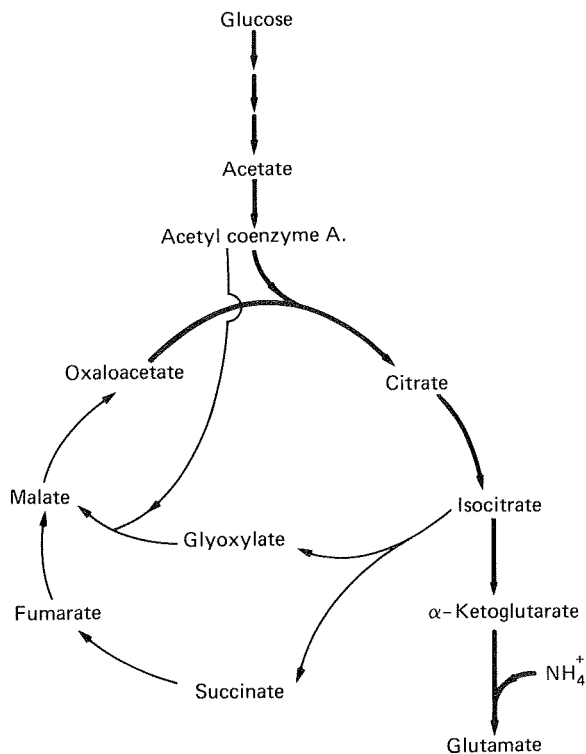 Glucose
Acetate
Acetyl coenzyme A.
Oxaloacetate
Citrate
Malate
Isocitrate
Glyoxylate
Fumarate
α-Ketoglutarate
Succinate
NH₄⁺
Glutamate